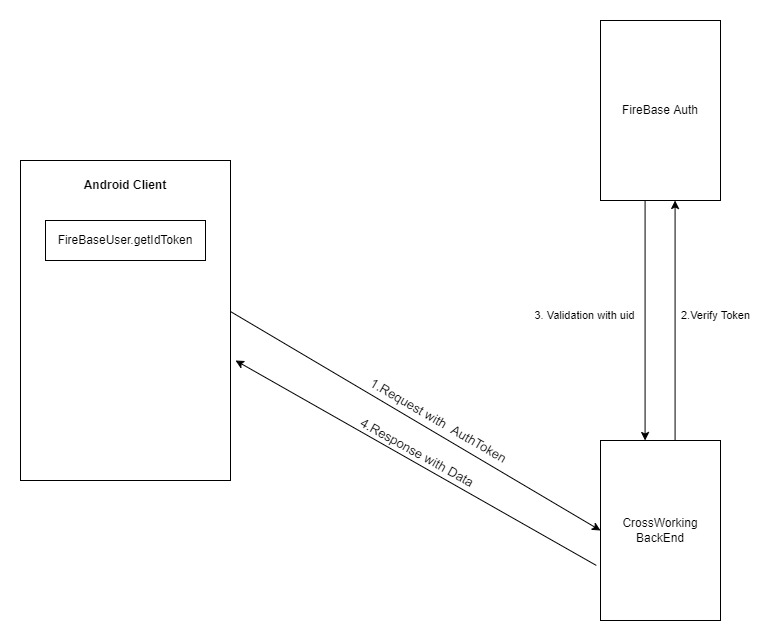 FireBase Auth
Android Client
FireBaseUser.getIdToken
3. Validation with uid
2.Verify Token
1.Request with AuthToken
4.Response with Data
CrossWorking
BackEnd